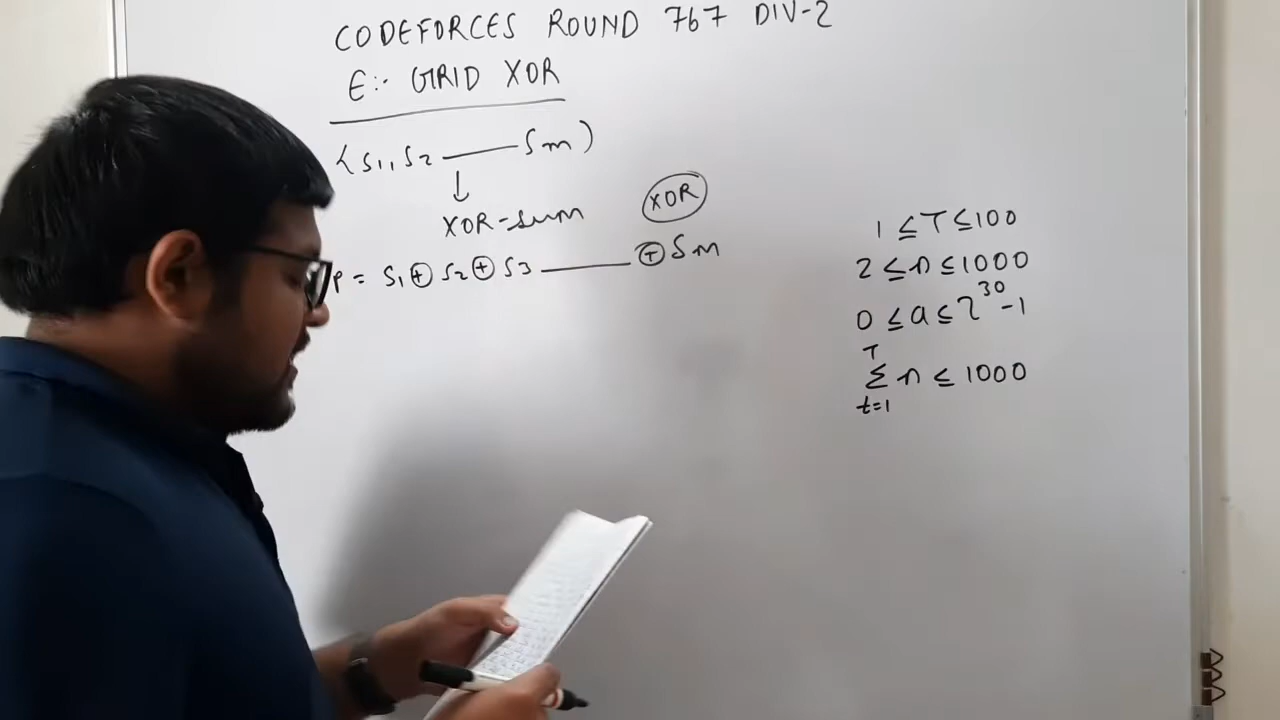 CODEFORCES ROUND 767 DIV-2
E:- GRID XOR
{S1, S2 —— Sm}
↓
XOR-sum
XOR
P = S1 ⊕ S2 ⊕ S3 —— ⊕ Sm
1 ≤ T ≤ 100
2 ≤ n ≤ 1000
0 ≤ a ≤ 2^30 - 1
T
Σ n ≤ 1000
t=1